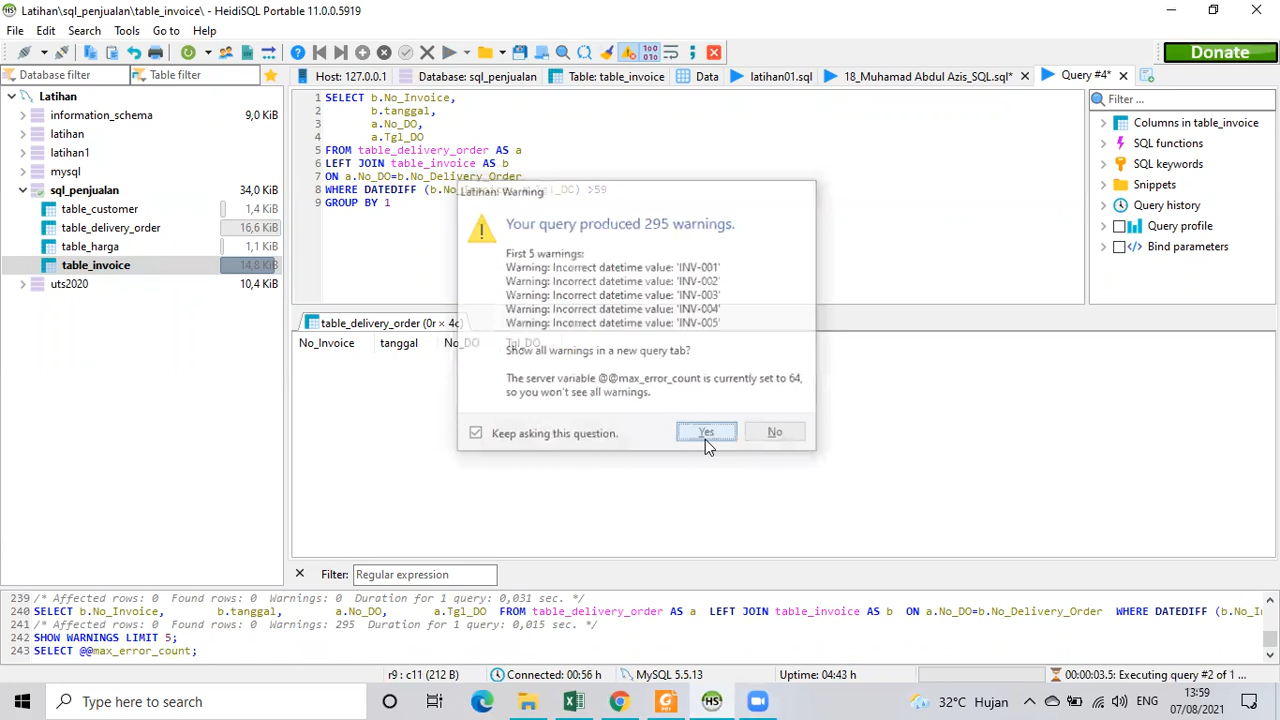 Latihan\sql_penjualan\table_invoice\ - HeidiSQL Portable 11.0.0.5919
File Edit Search Tools Go to Help
Donate
Database filter Table filter
Host: 127.0.0.1 Database: sql_penjualan Table: table_invoice Data latihan01.sql 18_Muhamad Abdul Azis_SQL.sql* Query #4*
Latihan
information_schema 9,0 KiB
latihan
latihan1
mysql
sql_penjualan 34,0 KiB
table_customer 1,4 KiB
table_delivery_order 16,6 KiB
table_harga 1,1 KiB
table_invoice 14,8 KiB
uts2020 10,4 KiB
1 SELECT b.No_Invoice,
2 b.tanggal,
3 a.No_DO,
4 a.Tgl_DO
5 FROM table_delivery_order AS a
6 LEFT JOIN table_invoice AS b
7 ON a.No_DO=b.No_Delivery_Order
8 WHERE DATEDIFF (b.No_ >59
9 GROUP BY 1
Filter ...
Columns in table_invoice
SQL functions
SQL keywords
Snippets
Query history
Query profile
Bind parameters
Latihan: Warning
Your query produced 295 warnings.
First 5 warnings:
Warning: Incorrect datetime value: 'INV-001'
Warning: Incorrect datetime value: 'INV-002'
Warning: Incorrect datetime value: 'INV-003'
Warning: Incorrect datetime value: 'INV-004'
Warning: Incorrect datetime value: 'INV-005'
Show all warnings in a new query tab?
The server variable @@max_error_count is currently set to 64,
so you won't see all warnings.
Keep asking this question. Yes No
table_delivery_order (0r × 4c)
No_Invoice tanggal No_DO Tgl_DO
Filter: Regular expression
239 /* Affected rows: 0 Found rows: 0 Warnings: 0 Duration for 1 query: 0,031 sec. */
240 SELECT b.No_Invoice, b.tanggal, a.No_DO, a.Tgl_DO FROM table_delivery_order AS a LEFT JOIN table_invoice AS b ON a.No_DO=b.No_Delivery_Order WHERE DATEDIFF (b.No_In
241 /* Affected rows: 0 Found rows: 0 Warnings: 295 Duration for 1 query: 0,015 sec. */
242 SHOW WARNINGS LIMIT 5;
243 SELECT @@max_error_count;
r9 : c11 (212 B) Connected: 00:56 h MySQL 5.5.13 Uptime: 04:43 h 00:00:03.5: Executing query #2 of 1 ...
Type here to search
32°C Hujan ENG 13:59
07/08/2021